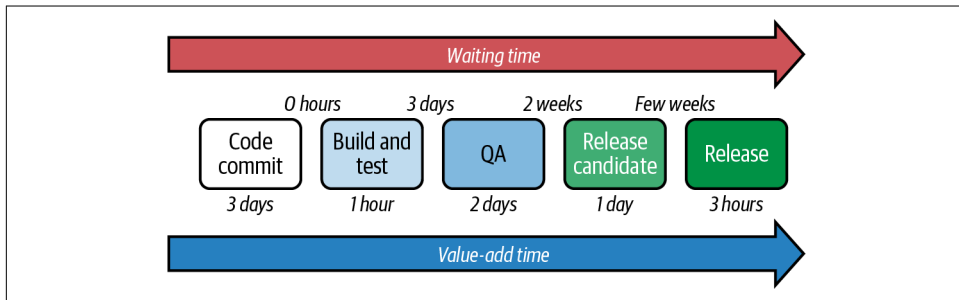 Waiting time
0 hours 3 days 2 weeks Few weeks
Code
commit
Build and
test
QA
Release
candidate
Release
3 days 1 hour 2 days 1 day 3 hours
Value-add time